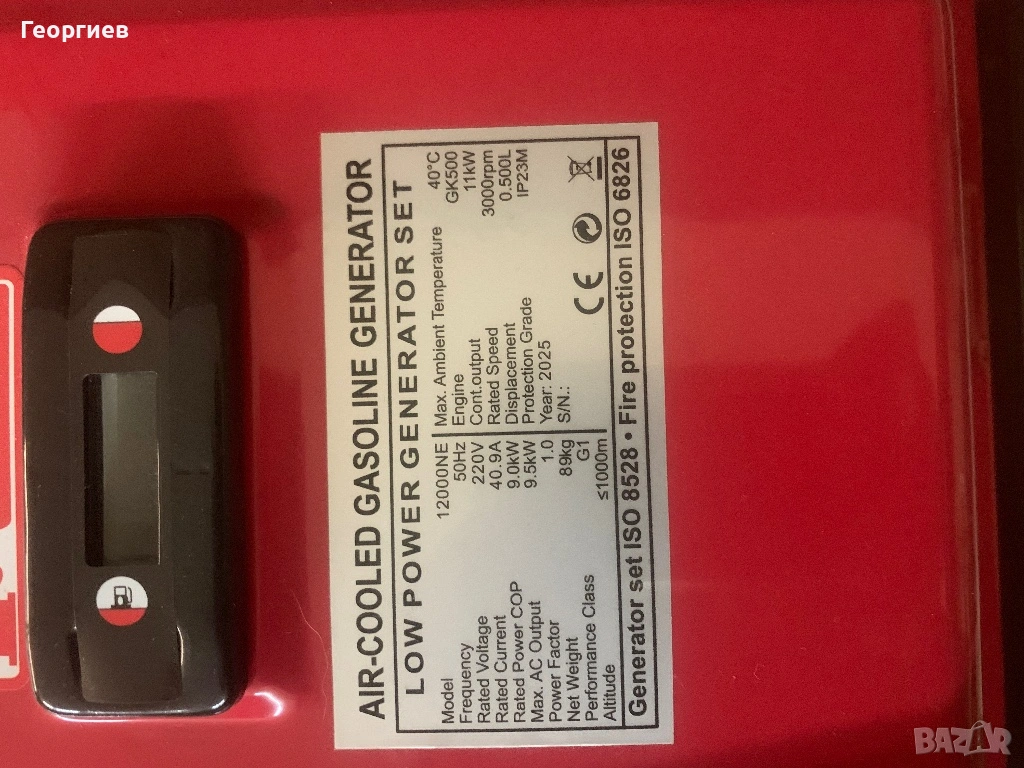 Георгиев
AIR-COOLED GASOLINE GENERATOR
LOW POWER GENERATOR SET
Model 12000NE
Frequency 50Hz
Rated Voltage 220V
Rated Current 40.9A
Rated Power COP 9.0kW
Max. AC Output 9.5kW
Power Factor 1.0
Net Weight 89kg
Performance Class G1
Altitude ≤1000m
Max. Ambient Temperature 40°C
Engine GK500
Cont.output 11kW
Rated Speed 3000rpm
Displacement 0.500L
Protection Grade IP23M
Year: 2025
S/N.:
CE
Generator set ISO 8528 • Fire protection ISO 6826
BAZAR